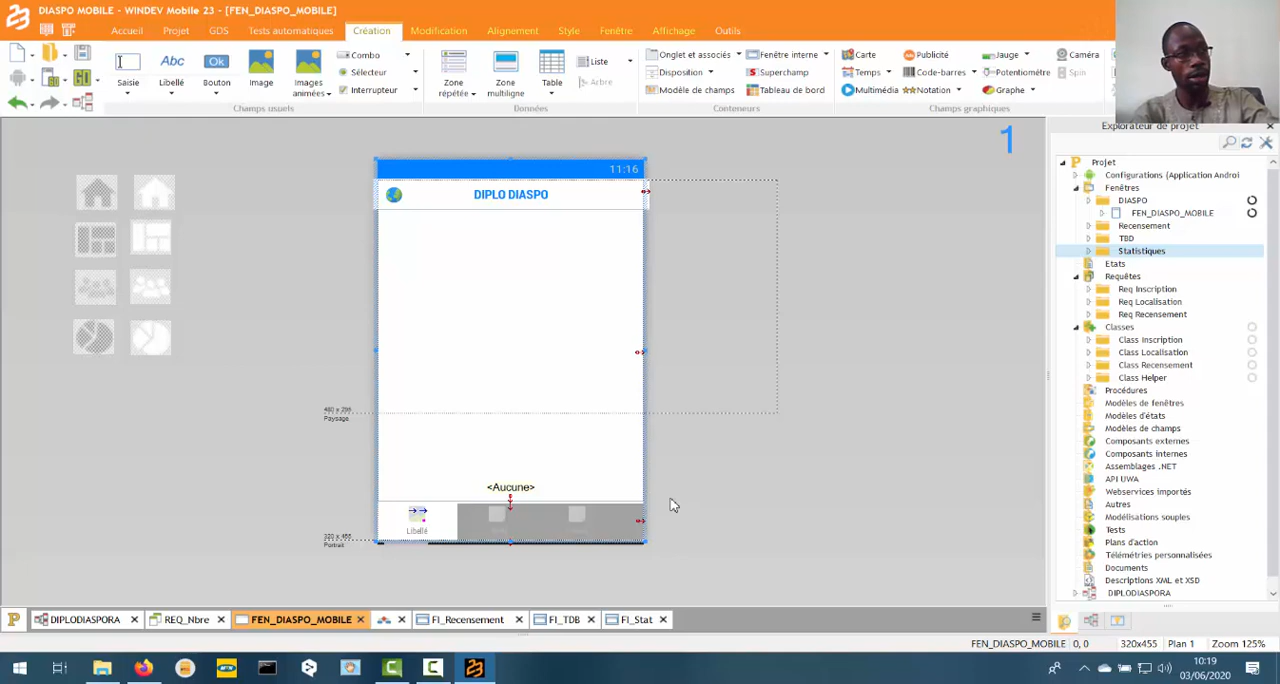 DIASPO MOBILE - WINDEV Mobile 23 - [FEN_DIASPO_MOBILE]
Accueil Projet GDS Tests automatiques Création Modification Alignement Style Fenêtre Affichage Outils
Saisie
Abc
Libellé
Ok
Bouton
Image
Images animées
Combo
Sélecteur
Interrupteur
Champs usuels
Zone répétée
Zone multiligne
Table
Liste
Arbre
Données
Onglet et associés
Disposition
Modèle de champs
Fenêtre interne
Superchamp
Tableau de bord
Conteneurs
Carte
Temps
Multimédia
Publicité
Code-barres
Notation
Jauge
Potentiomètre
Graphe
Caméra
Spin
Champs graphiques
1
Explorateur de projet
Projet
Configurations (Application Androi
Fenêtres
DIASPO
FEN_DIASPO_MOBILE
Recensement
TBD
Statistiques
Etats
Requêtes
Req Inscription
Req Localisation
Req Recensement
Classes
Class Inscription
Class Localisation
Class Recensement
Class Helper
Procédures
Modèles de fenêtres
Modèles d'états
Modèles de champs
Composants externes
Composants internes
Assemblages .NET
API UWA
Webservices importés
Autres
Modélisations souples
Tests
Plans d'action
Télémétries personnalisées
Documents
Descriptions XML et XSD
DIPLODIASPORA
11:16
DIPLO DIASPO
480 x 295
Paysage
<Aucune>
Libellé
320 x 455
Portrait
DIPLODIASPORA REQ_Nbre FEN_DIASPO_MOBILE FI_Recensement FI_TDB FI_Stat
FEN_DIASPO_MOBILE 0, 0 320x455 Plan 1 Zoom 125%
10:19
03/06/2020